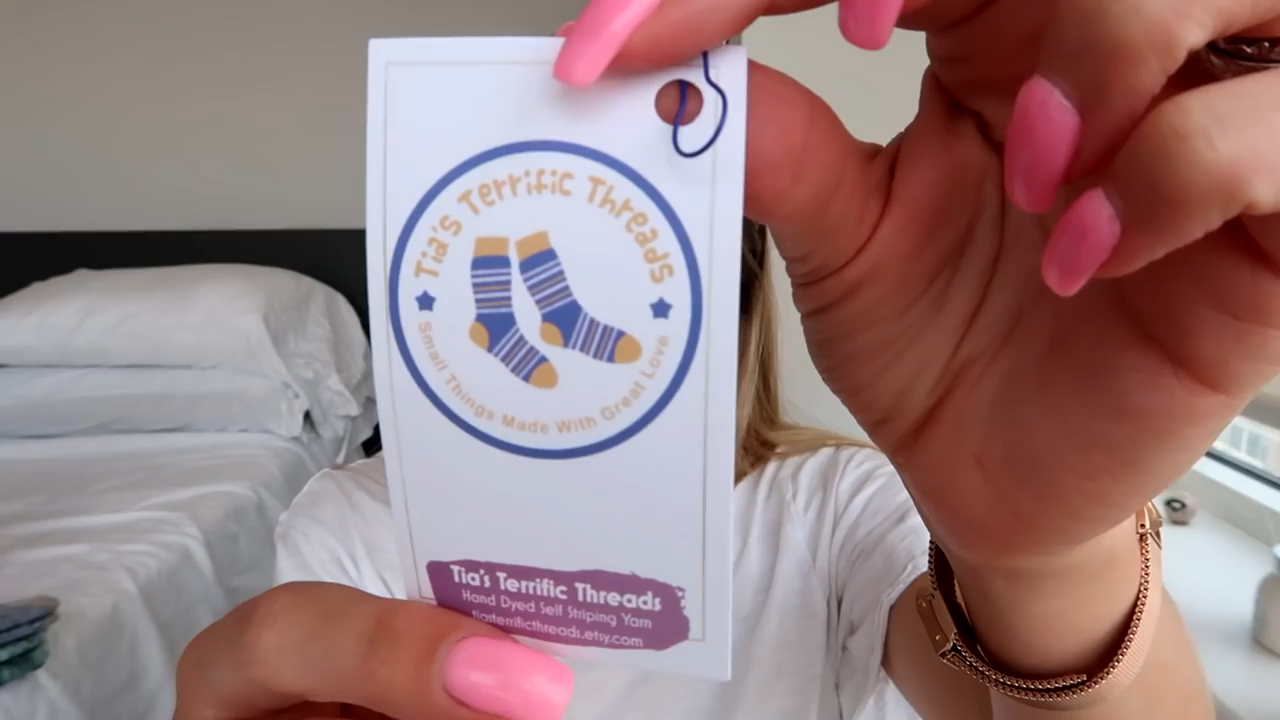 Tia's Terrific Threads
Small Things Made With Great Love
Tia's Terrific Threads
Hand Dyed Self Striping Yarn
tiasterrificthreads.etsy.com